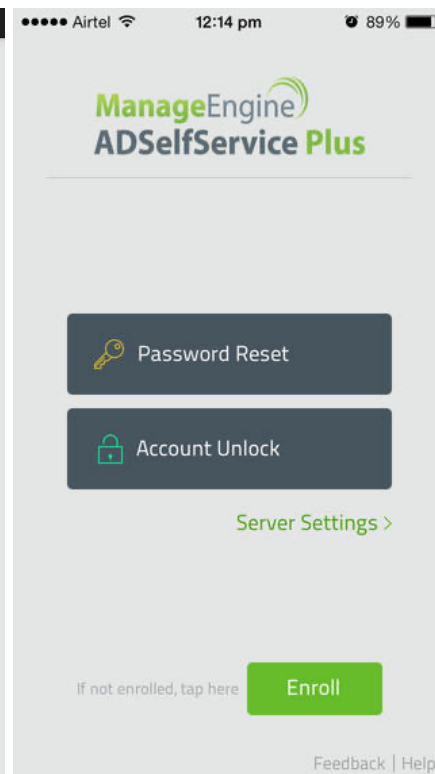 Airtel 12:14 pm 89%
ManageEngine
ADSelfService Plus
Password Reset
Account Unlock
Server Settings >
If not enrolled, tap here Enroll
Feedback | Help